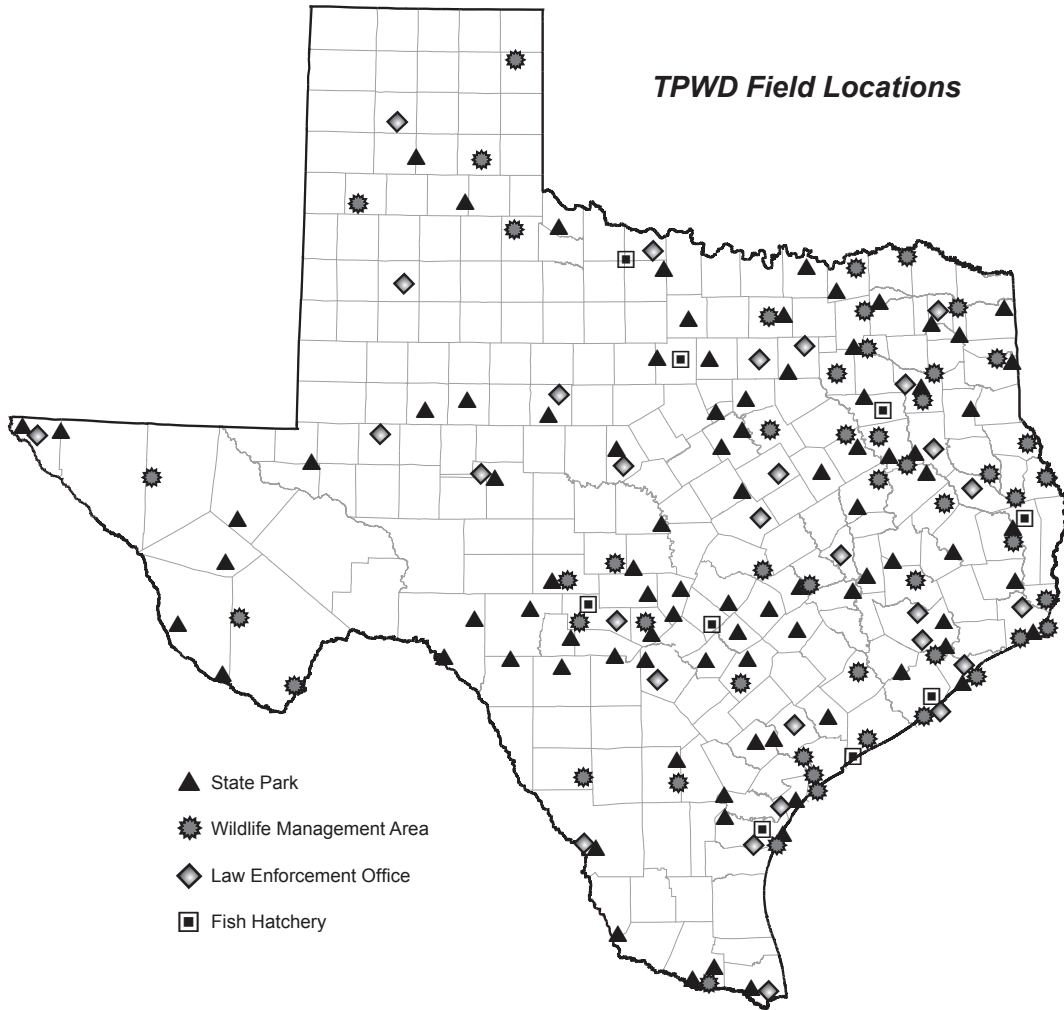 TPWD Field Locations
State Park
Wildlife Management Area
Law Enforcement Office
Fish Hatchery